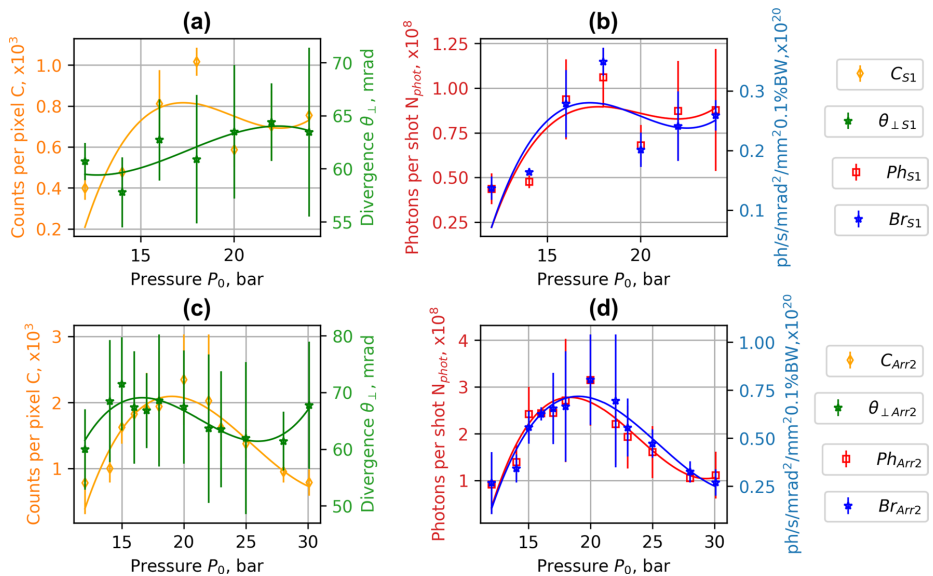 (a)
(b)
Counts per pixel C, x10³
1.0
0.8
0.6
0.4
0.2
15
20
Pressure P₀, bar
70
65
60
55
Divergence θ⊥, mrad
Photons per shot Nphot, x10⁸
1.25
1.00
0.75
0.50
0.25
15
20
Pressure P₀, bar
0.3
0.2
0.1
ph/s/mrad²/mm²0.1%BW,x10²⁰
C_S1
θ⊥S1
Ph_S1
Br_S1
(c)
(d)
Counts per pixel C, x10³
3
2
1
15
20
25
30
Pressure P₀, bar
80
70
60
50
Divergence θ⊥, mrad
Photons per shot Nphot, x10⁸
4
3
2
1
15
20
25
30
Pressure P₀, bar
1.00
0.75
0.50
0.25
ph/s/mrad²/mm²0.1%BW,x10²⁰
C_Arr2
θ⊥Arr2
Ph_Arr2
Br_Arr2